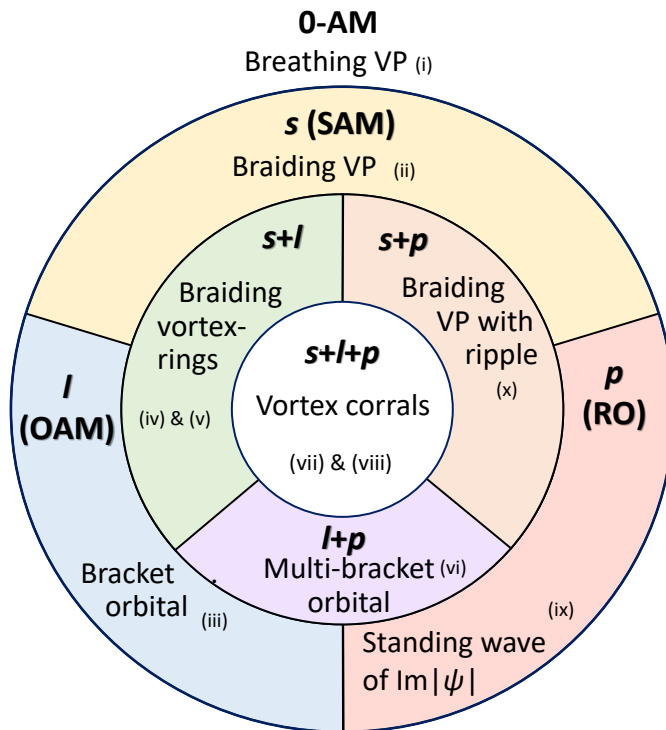 0-AM
Breathing VP (i)
s (SAM)
Braiding VP (ii)
s+l
Braiding
vortex-
rings
(iv) & (v)
s+p
Braiding
VP with
ripple
(x)
s+l+p
Vortex corrals
(vii) & (viii)
l
(OAM)
p
(RO)
l+p
Multi-bracket (vi)
orbital
Bracket
orbital (iii)
(ix)
Standing wave
of Im|ψ|